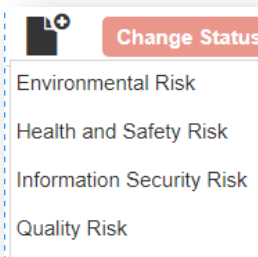 Change Status
Environmental Risk
Health and Safety Risk
Information Security Risk
Quality Risk